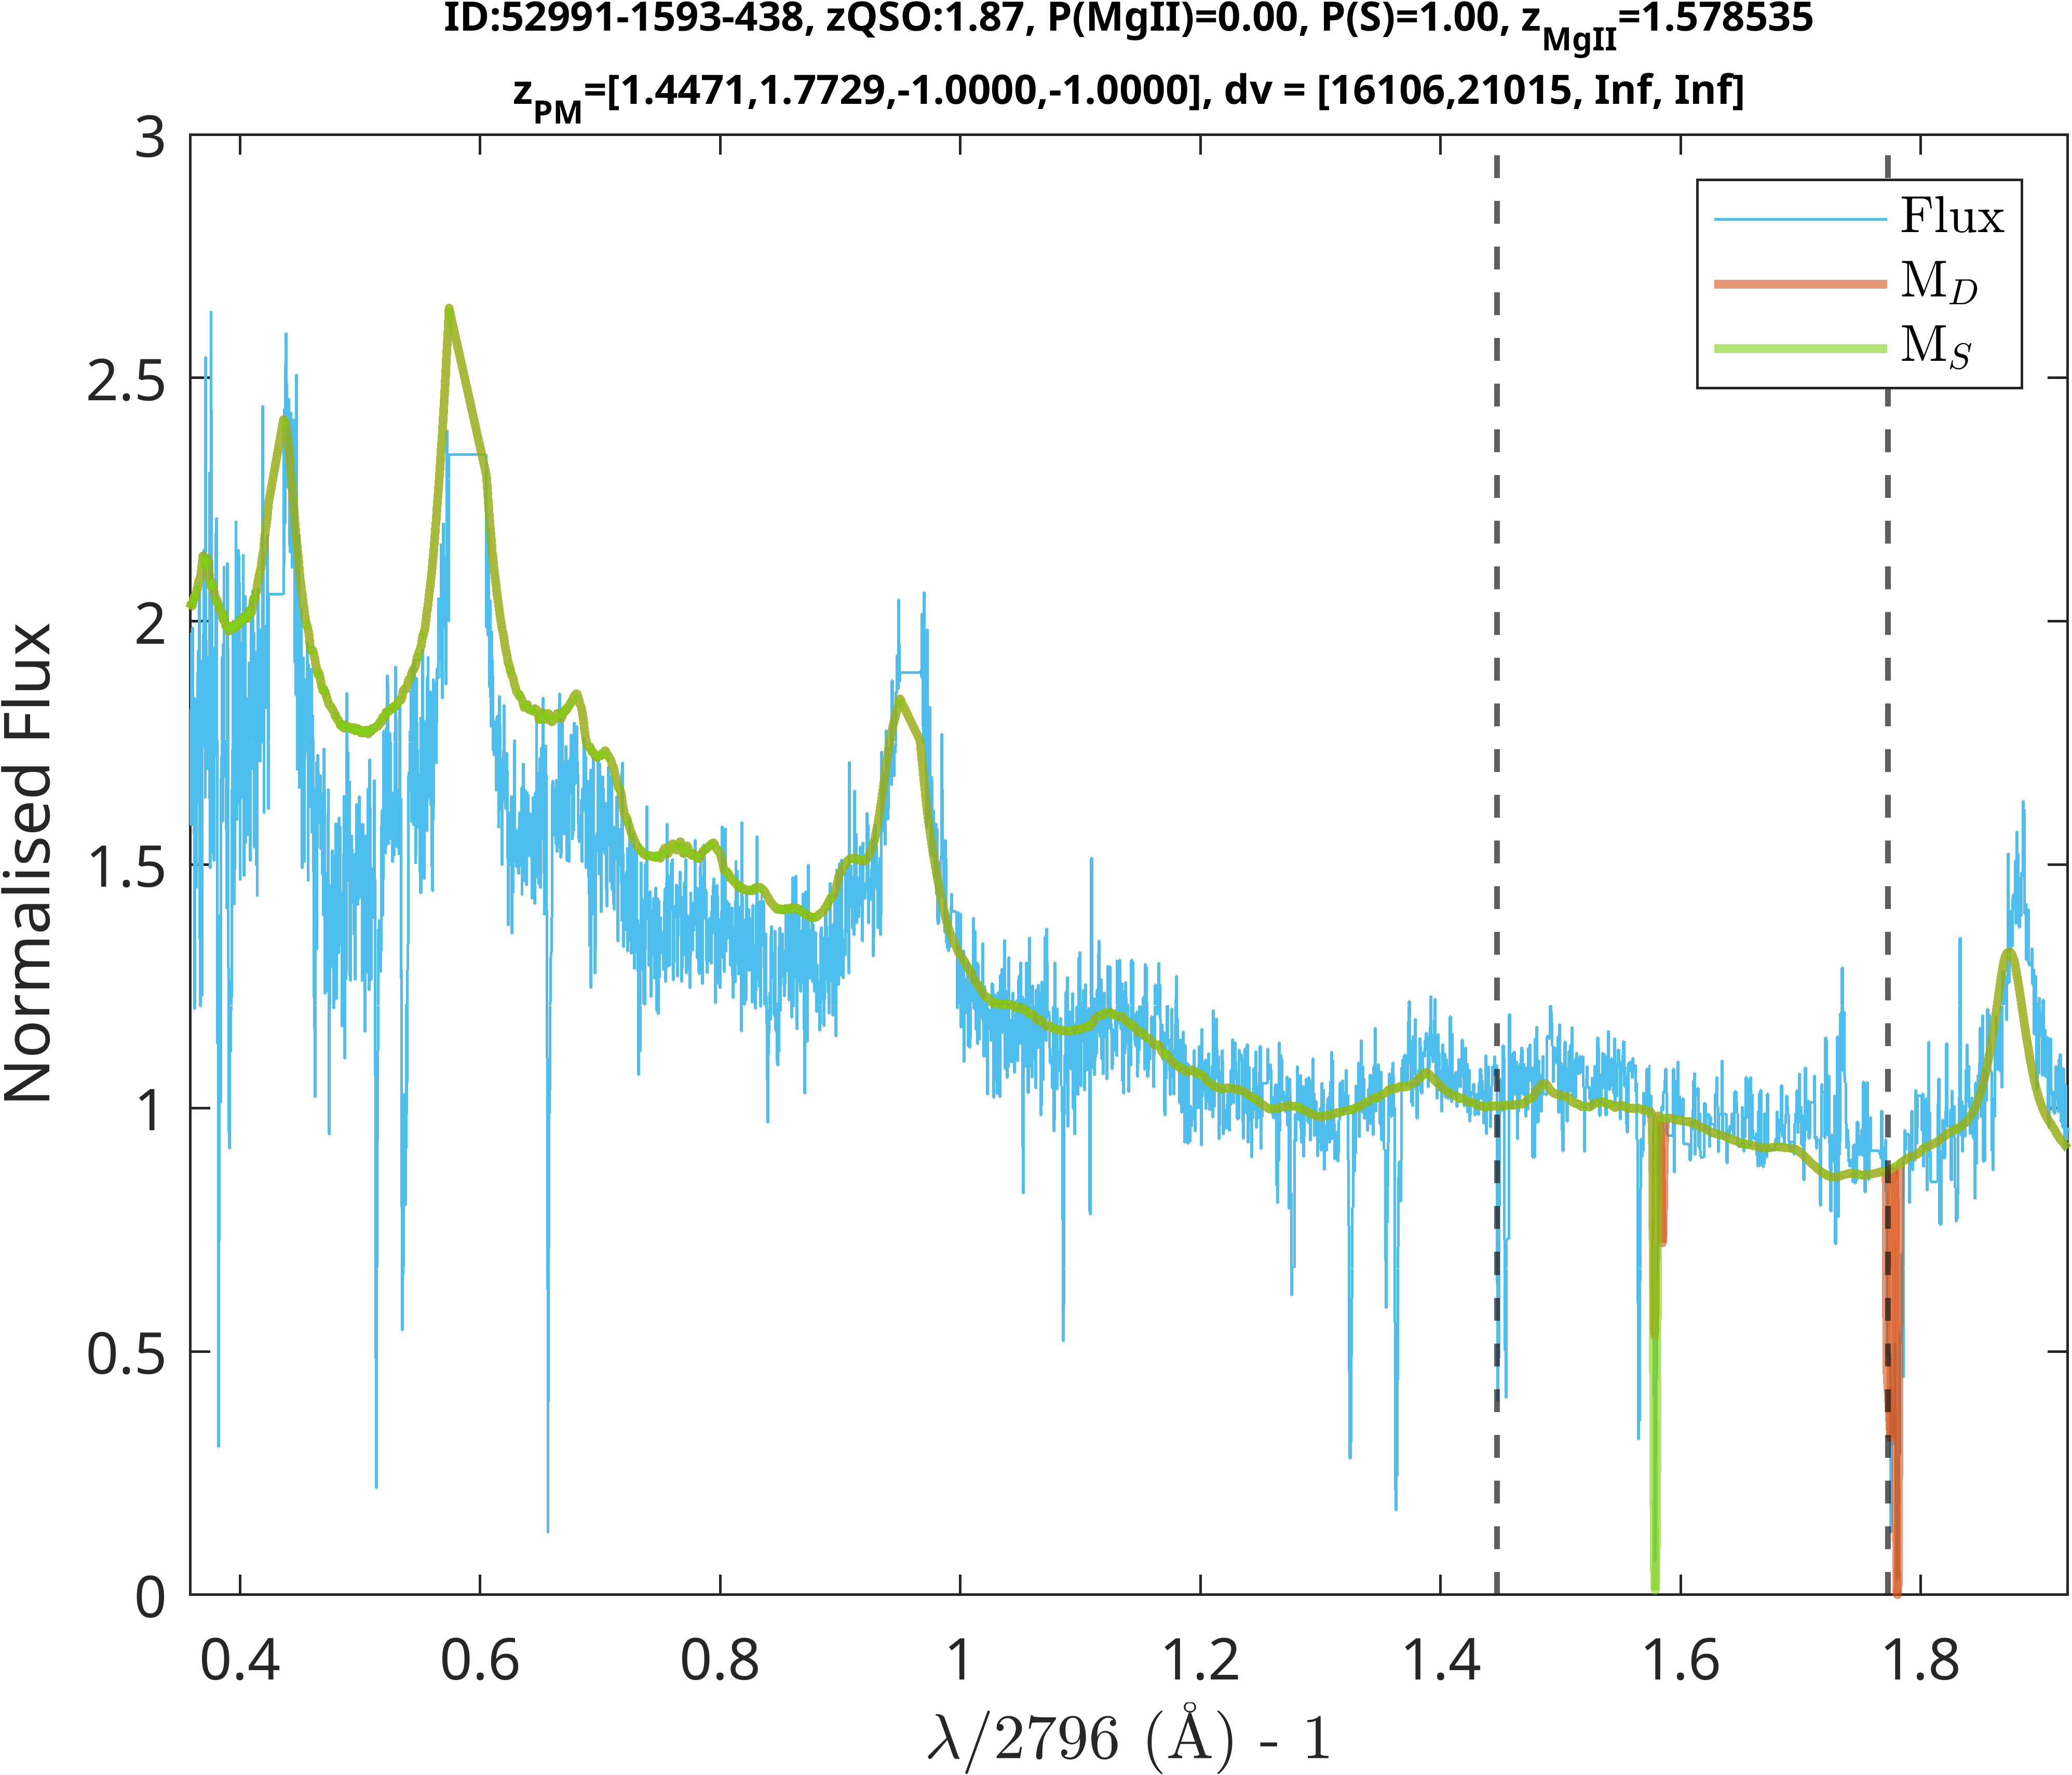 ID:52991-1593-438, zQSO:1.87, P(MgII)=0.00, P(S)=1.00, zMgII=1.578535
zPM=[1.4471,1.7729,-1.0000,-1.0000], dv = [16106,21015, Inf, Inf]
3
2.5
2
1.5
1
0.5
0
Normalised Flux
Flux
MD
MS
0.4 0.6 0.8 1 1.2 1.4 1.6 1.8
λ/2796 (Å) - 1